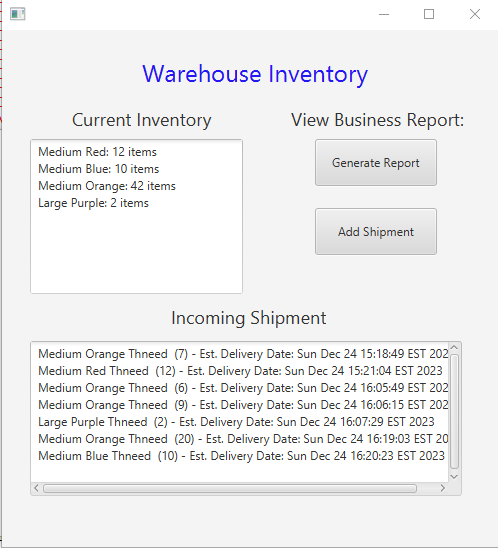 Warehouse Inventory
Current Inventory
View Business Report:
Medium Red: 12 items
Medium Blue: 10 items
Medium Orange: 42 items
Large Purple: 2 items
Generate Report
Add Shipment
Incoming Shipment
Medium Orange Thneed  (7) - Est. Delivery Date: Sun Dec 24 15:18:49 EST 202
Medium Red Thneed  (12) - Est. Delivery Date: Sun Dec 24 15:21:04 EST 2023
Medium Orange Thneed  (6) - Est. Delivery Date: Sun Dec 24 16:05:49 EST 202
Medium Orange Thneed  (9) - Est. Delivery Date: Sun Dec 24 16:06:15 EST 202
Large Purple Thneed  (2) - Est. Delivery Date: Sun Dec 24 16:07:29 EST 2023
Medium Orange Thneed  (20) - Est. Delivery Date: Sun Dec 24 16:19:03 EST 20
Medium Blue Thneed  (10) - Est. Delivery Date: Sun Dec 24 16:20:23 EST 2023